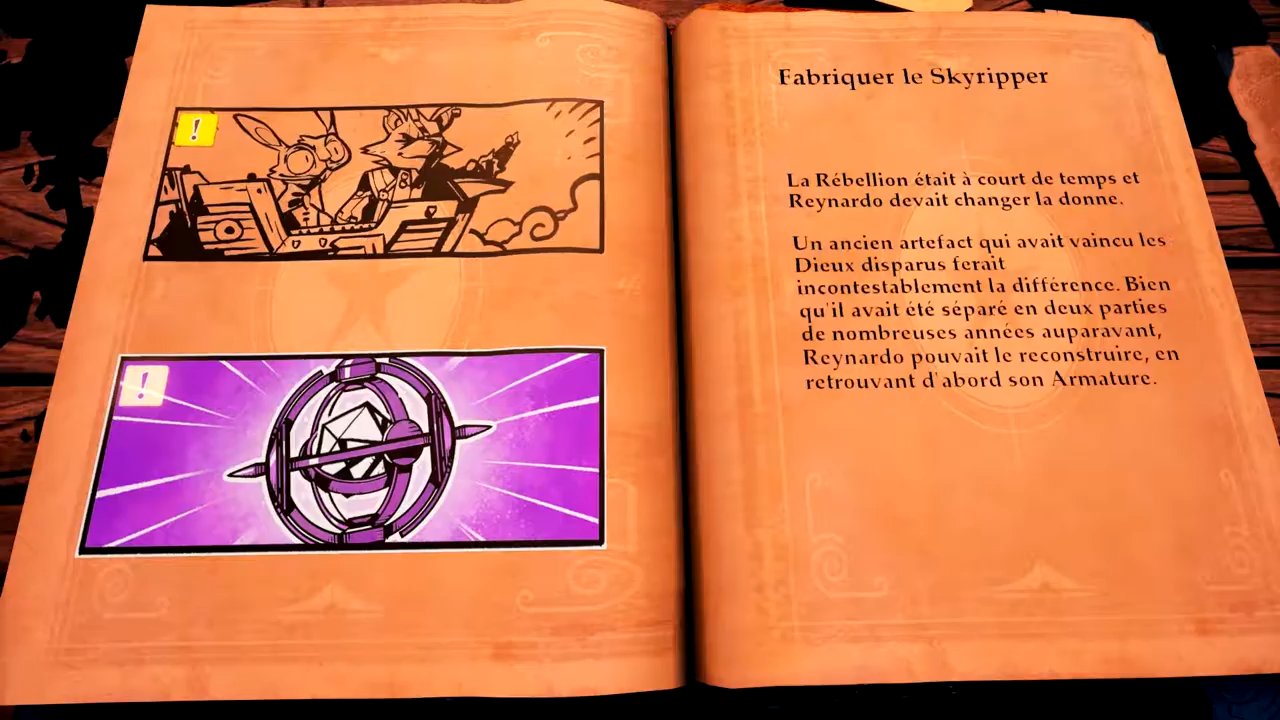 !
!
Fabriquer le Skyripper
La Rébellion était à court de temps et
Reynardo devait changer la donne.
Un ancien artefact qui avait vaincu les
Dieux disparus ferait
incontestablement la différence. Bien
qu'il avait été séparé en deux parties
de nombreuses années auparavant,
Reynardo pouvait le reconstruire, en
retrouvant d'abord son Armature.